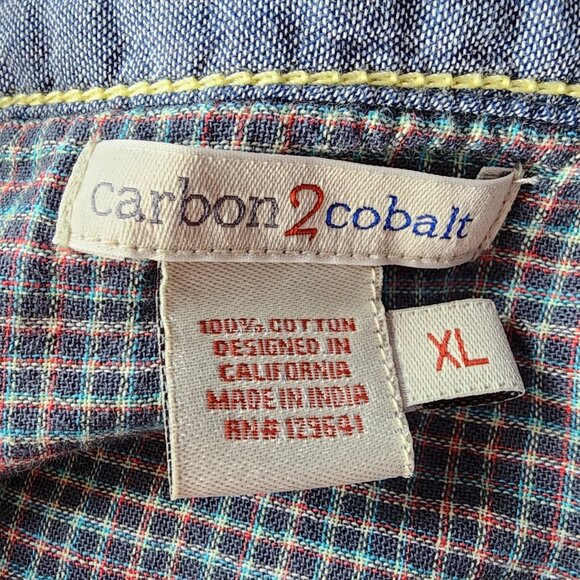 carbon2cobalt
100% COTTON
DESIGNED IN
CALIFORNIA
MADE IN INDIA
RN# 129641
XL